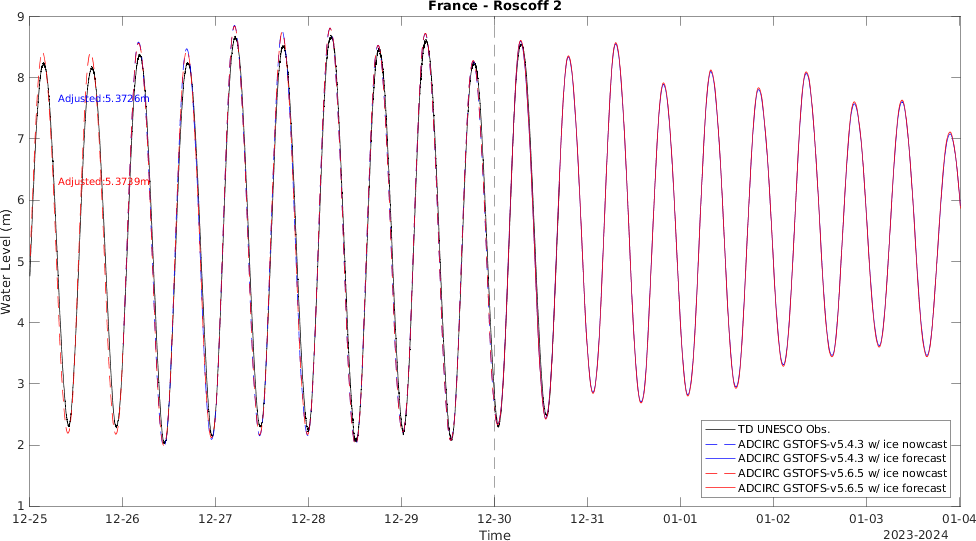 France - Roscoff 2
9
8
7
6
5
4
3
2
1
Water Level (m)
Adjusted:5.3726m
Adjusted:5.3739m
TD UNESCO Obs.
ADCIRC GSTOFS-v5.4.3 w/ ice nowcast
ADCIRC GSTOFS-v5.4.3 w/ ice forecast
ADCIRC GSTOFS-v5.6.5 w/ ice nowcast
ADCIRC GSTOFS-v5.6.5 w/ ice forecast
12-25 12-26 12-27 12-28 12-29 12-30 12-31 01-01 01-02 01-03 01-04
Time
2023-2024